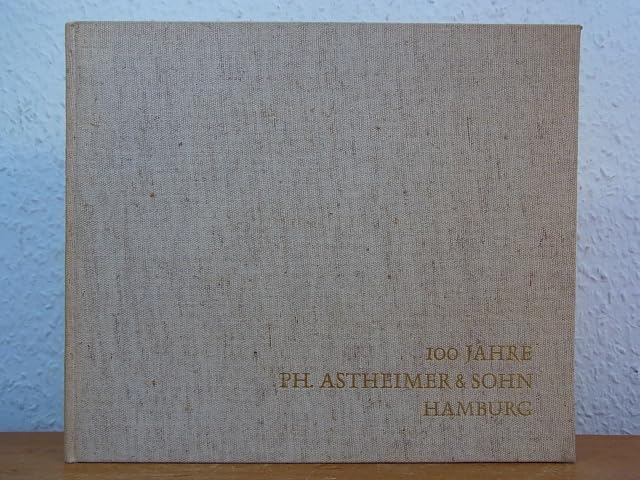 100 JAHRE
PH. ASTHEIMER & SOHN
HAMBURG